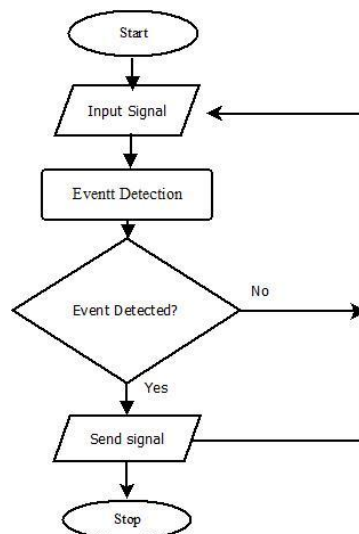 Start
Input Signal
Eventt Detection
Event Detected?
No
Yes
Send signal
Stop